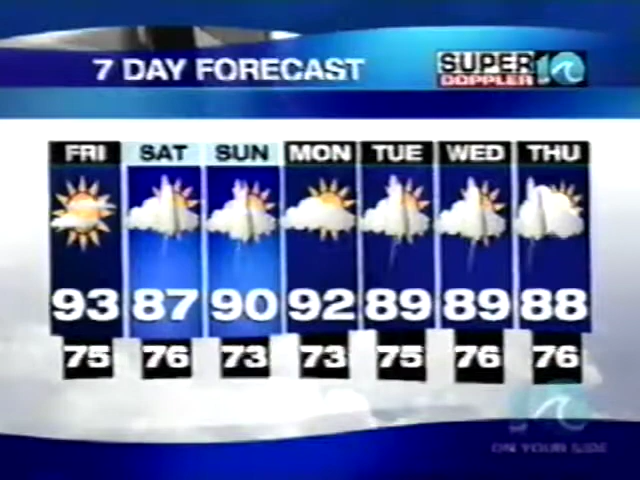 7 DAY FORECAST
SUPER DOPPLER 10
FRI SAT SUN MON TUE WED THU
93 87 90 92 89 89 88
75 76 73 73 75 76 76
ON YOUR SIDE